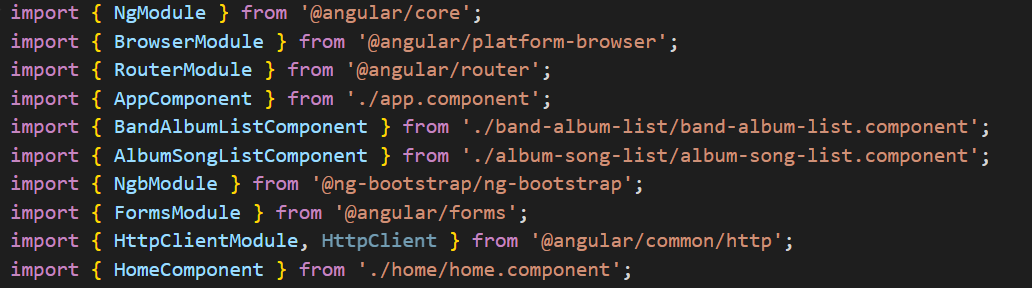 import { NgModule } from '@angular/core';
import { BrowserModule } from '@angular/platform-browser';
import { RouterModule } from '@angular/router';
import { AppComponent } from './app.component';
import { BandAlbumListComponent } from './band-album-list/band-album-list.component';
import { AlbumSongListComponent } from './album-song-list/album-song-list.component';
import { NgbModule } from '@ng-bootstrap/ng-bootstrap';
import { FormsModule } from '@angular/forms';
import { HttpClientModule, HttpClient } from '@angular/common/http';
import { HomeComponent } from './home/home.component';